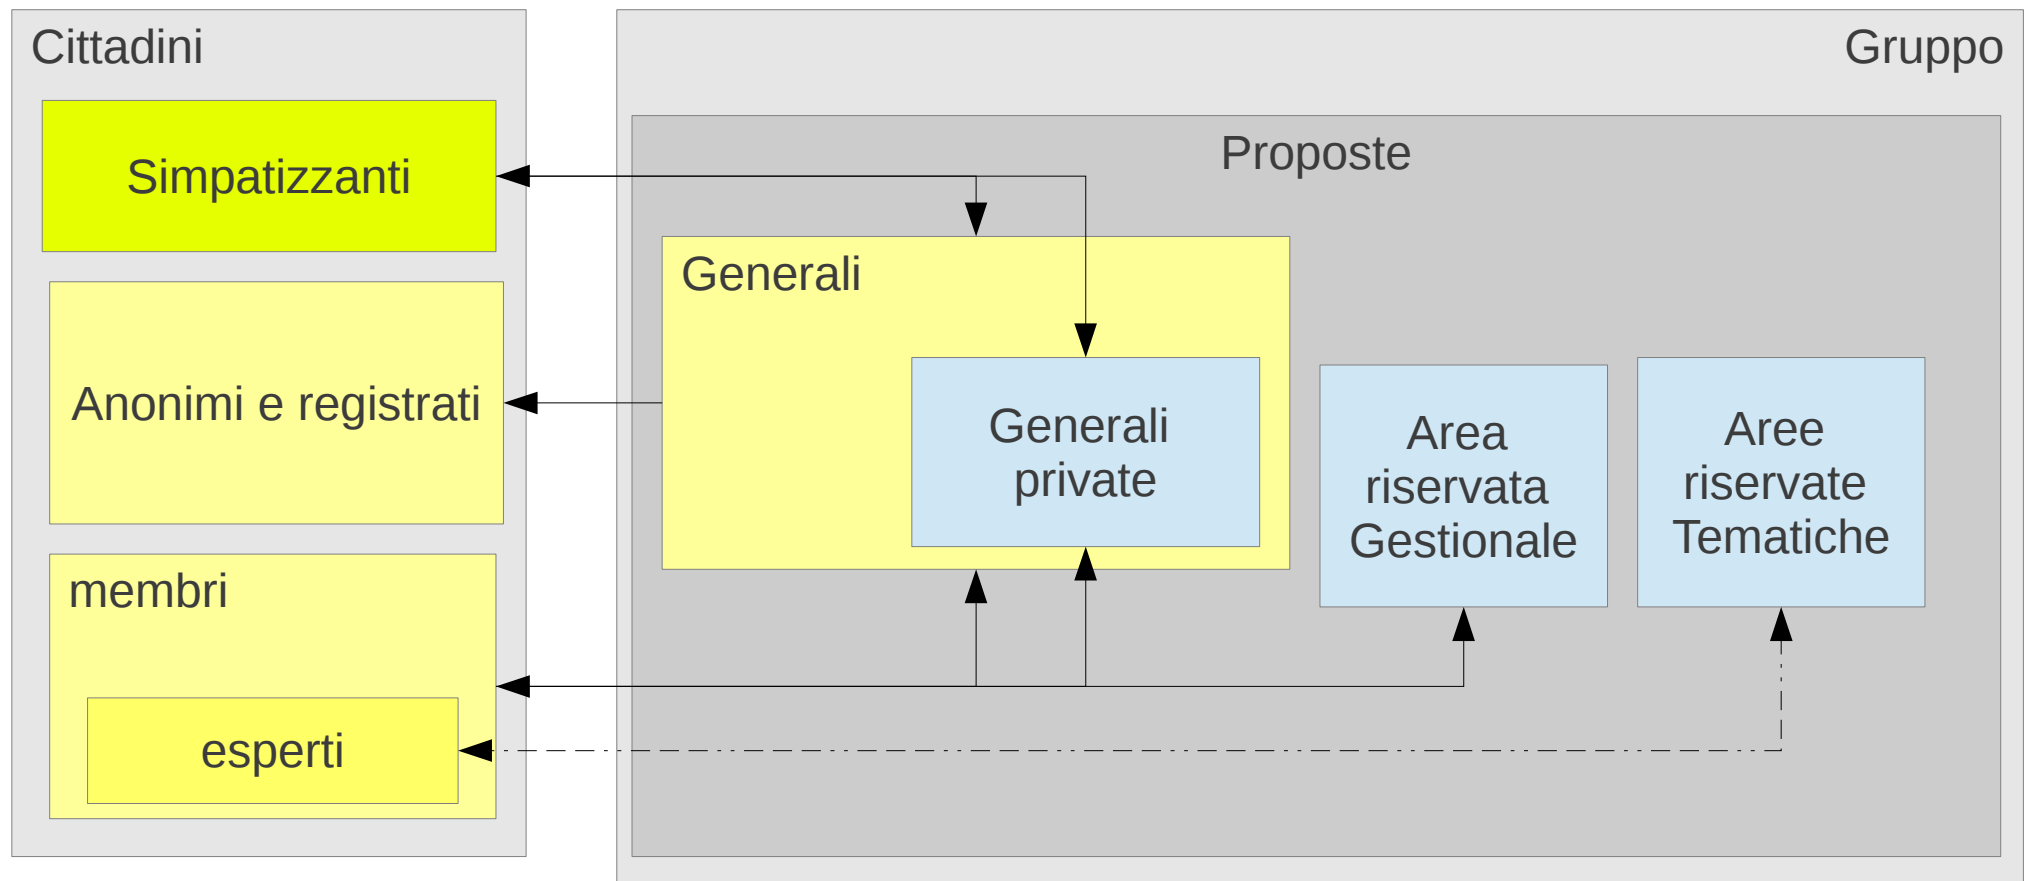 Cittadini
Simpatizzanti
Anonimi e registrati
membri
esperti
Gruppo
Proposte
Generali
Generali
private
Area
riservata
Gestionale
Aree
riservate
Tematiche